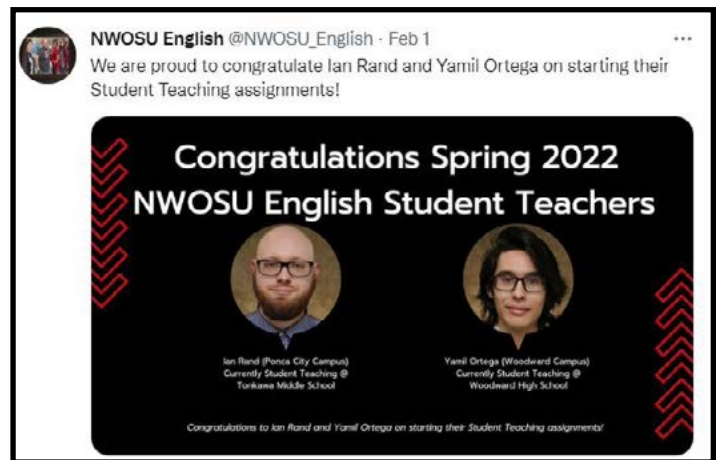 NWOSU English @NWOSU_English · Feb 1 ...
We are proud to congratulate Ian Rand and Yamil Ortega on starting their
Student Teaching assignments!
Congratulations Spring 2022
NWOSU English Student Teachers
Ian Rand (Ponca City Campus)
Currently Student Teaching @
Tonkawa Middle School
Yamil Ortega (Woodward Campus)
Currently Student Teaching @
Woodward High School
Congratulations to Ian Rand and Yamil Ortega on starting their Student Teaching assignments!